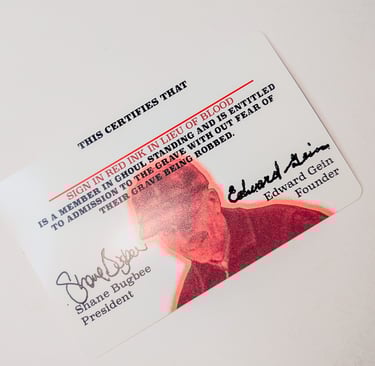 THIS CERTIFIES THAT
SIGN IN RED INK IN LIEU OF BLOOD
IS A MEMBER IN GHOUL STANDING AND IS ENTITLED
TO ADMISSION TO THE GRAVE WITH OUT FEAR OF
THEIR GRAVE BEING ROBBED.
Edward Gein
Edward Gein
Founder
Shane Bugbee
Shane Bugbee
President